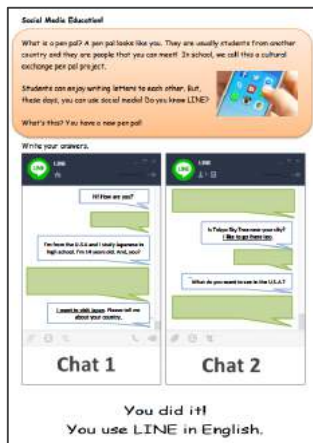 Social Media Education!
What is a pen pal? A pen pal looks like you. They are usually students from another
country and they are people that you can meet! In school, we call this a cultural
exchange pen pal project.
Students can enjoy writing letters to each other. But,
these days, you can use social media! Do you know LINE?
What's this? You have a new pen pal!
Write your answers.
LINE
LINE
Hi! How are you?
I'm from the U.S.A and I study Japanese in
high school. I'm 14 years old. And, you?
I want to visit Japan. Please tell me
about your country.
LINE
LINE
Is Tokyo Sky Tree near your city?
I like to go there too.
What do you want to see in the U.S.A?
Chat 1
Chat 2
You did it!
You use LINE in English.